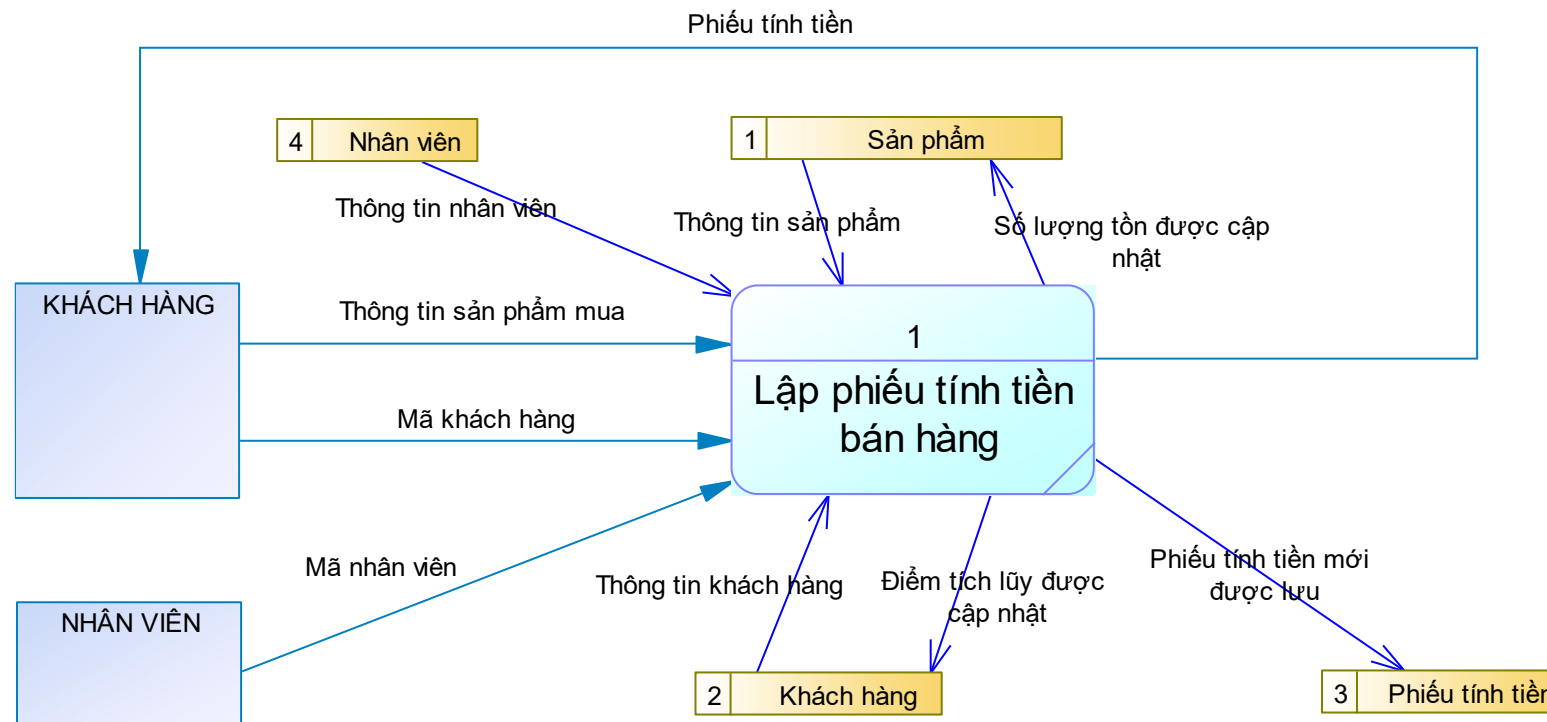 Phiếu tính tiền
4 Nhân viên
1 Sản phẩm
Thông tin nhân viên
Thông tin sản phẩm
Số lượng tồn được cập
nhật
KHÁCH HÀNG
Thông tin sản phẩm mua
1
Lập phiếu tính tiền
bán hàng
Mã khách hàng
Mã nhân viên
Thông tin khách hàng
Điểm tích lũy được
cập nhật
Phiếu tính tiền mới
được lưu
NHÂN VIÊN
2 Khách hàng
3 Phiếu tính tiền